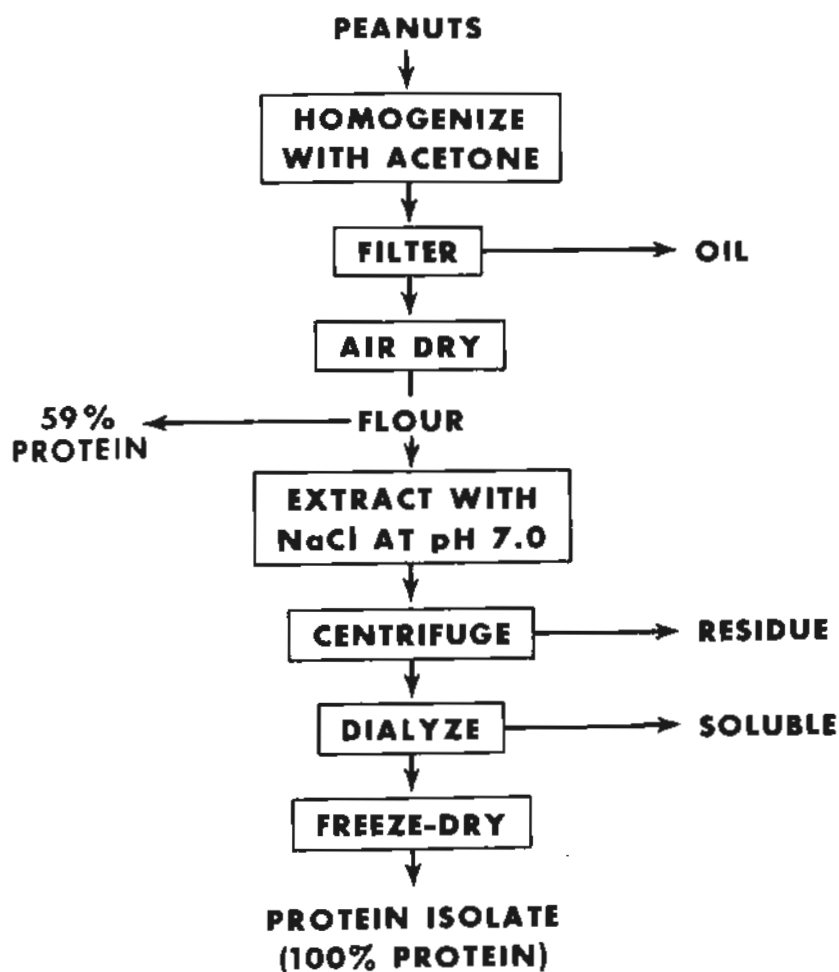 PEANUTS
HOMOGENIZE
WITH ACETONE
FILTER
OIL
AIR DRY
59%
PROTEIN
FLOUR
EXTRACT WITH
NaCl AT pH 7.0
CENTRIFUGE
RESIDUE
DIALYZE
SOLUBLE
FREEZE-DRY
PROTEIN ISOLATE
(100% PROTEIN)